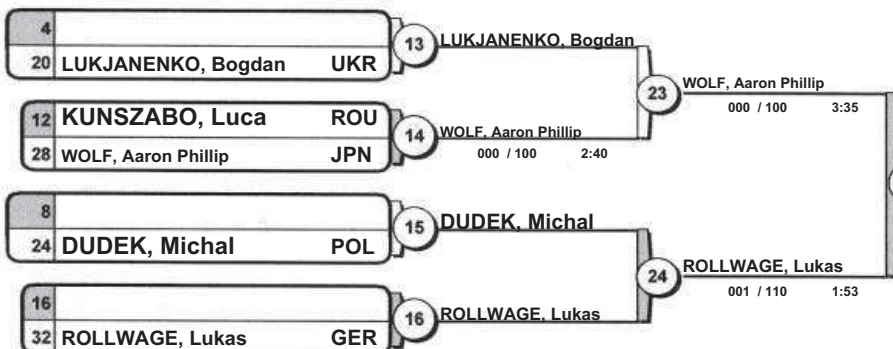 4
20 LUKJANENKO, Bogdan UKR
13 LUKJANENKO, Bogdan
12 KUNSZABO, Luca ROU
28 WOLF, Aaron Phillip JPN
14 WOLF, Aaron Phillip
000 / 100 2:40
23 WOLF, Aaron Phillip
000 / 100 3:35
8
24 DUDEK, Michal POL
15 DUDEK, Michal
16
32 ROLLWAGE, Lukas GER
16 ROLLWAGE, Lukas
24 ROLLWAGE, Lukas
001 / 110 1:53